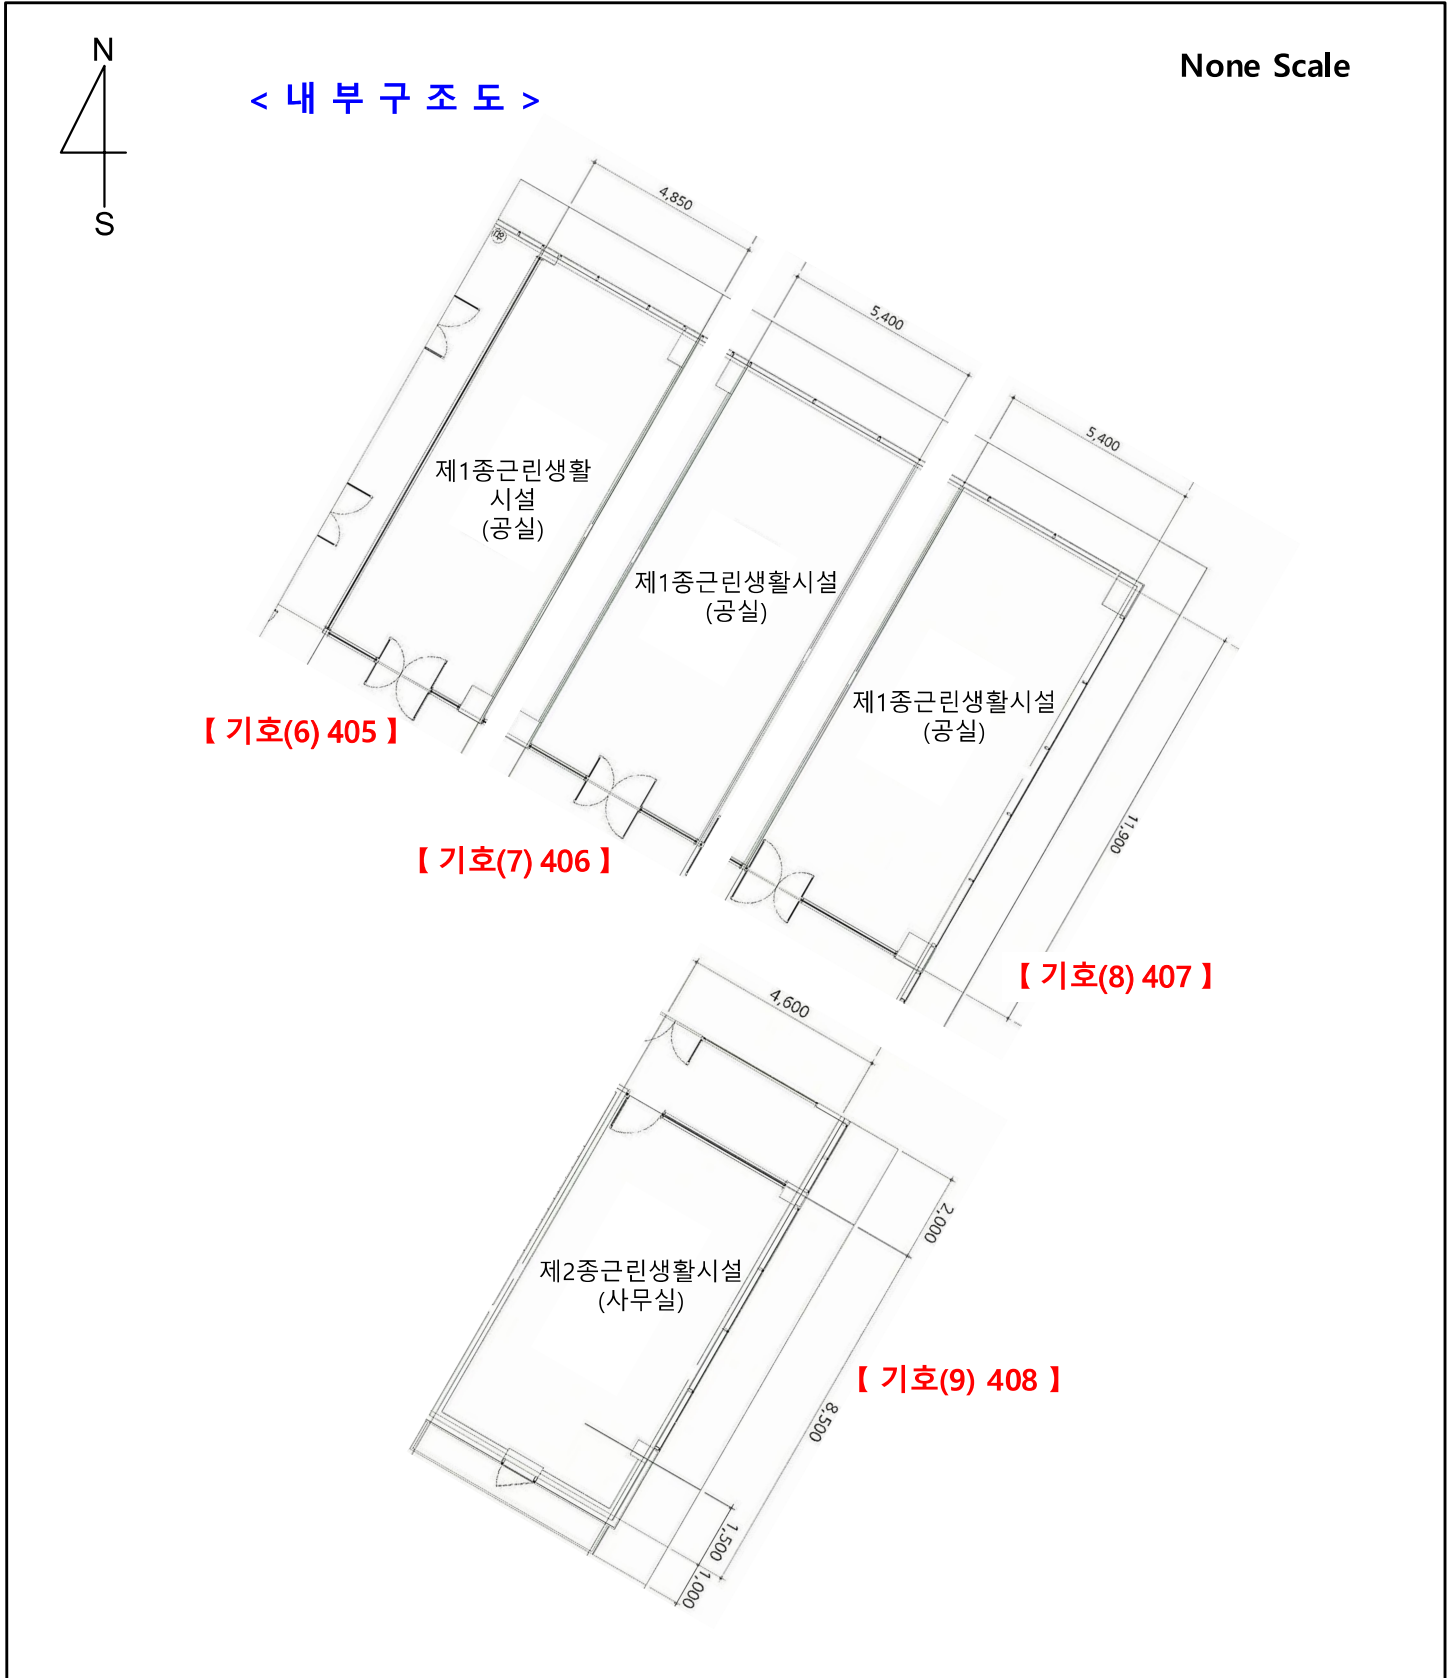 N
S
None Scale
< 내 부 구 조 도 >
4,850
5,400
5,400
제1종근린생활
시설
(공실)
제1종근린생활시설
(공실)
제1종근린생활시설
(공실)
11,900
【 기호(6) 405 】
【 기호(7) 406 】
【 기호(8) 407 】
4,600
2,000
제2종근린생활시설
(사무실)
【 기호(9) 408 】
8,500
1,500
1,000